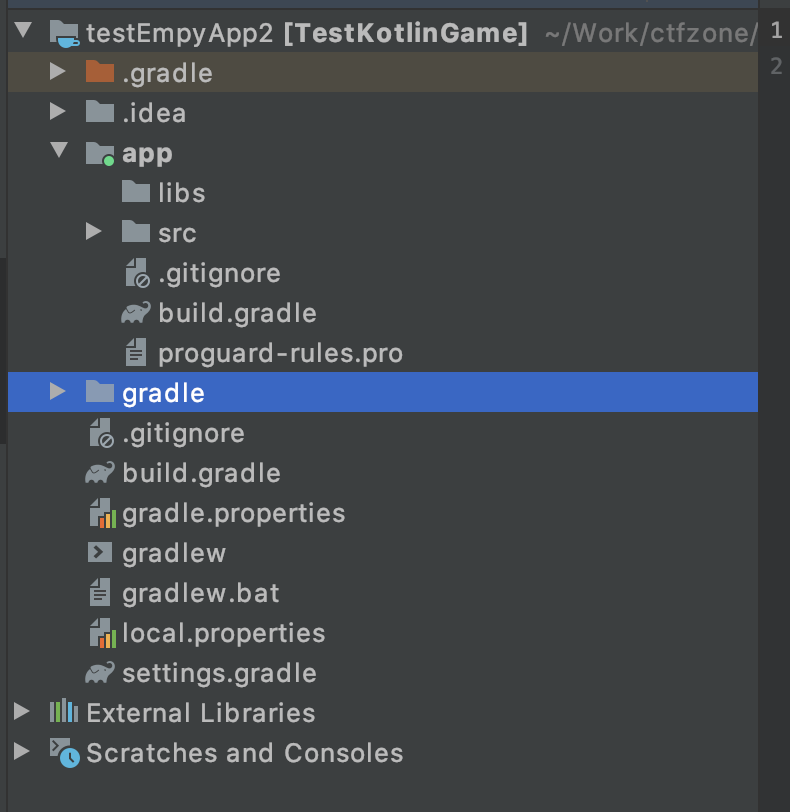 testEmpyApp2 [TestKotlinGame] ~/Work/ctfzone/ 1
.gradle 2
.idea
app
libs
src
.gitignore
build.gradle
proguard-rules.pro
gradle
.gitignore
build.gradle
gradle.properties
gradlew
gradlew.bat
local.properties
settings.gradle
External Libraries
Scratches and Consoles